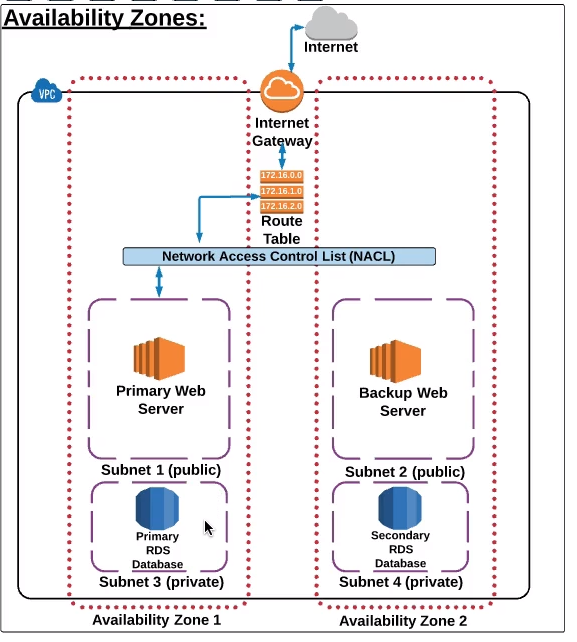 Availability Zones:
Internet
VPC
Internet
Gateway
172.16.0.0
172.16.1.0
172.16.2.0
Route
Table
Network Access Control List (NACL)
Primary Web
Server
Backup Web
Server
Subnet 1 (public)
Subnet 2 (public)
Primary
RDS
Database
Secondary
RDS
Database
Subnet 3 (private)
Subnet 4 (private)
Availability Zone 1
Availability Zone 2